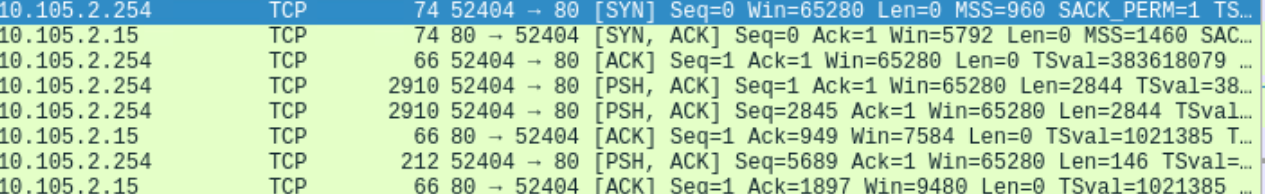 10.105.2.254 TCP 74 52404 → 80 [SYN] Seq=0 Win=65280 Len=0 MSS=960 SACK_PERM=1 TS…
10.105.2.15 TCP 74 80 → 52404 [SYN, ACK] Seq=0 Ack=1 Win=5792 Len=0 MSS=1460 SAC…
10.105.2.254 TCP 66 52404 → 80 [ACK] Seq=1 Ack=1 Win=65280 Len=0 TSval=383618079 …
10.105.2.254 TCP 2910 52404 → 80 [PSH, ACK] Seq=1 Ack=1 Win=65280 Len=2844 TSval=38…
10.105.2.254 TCP 2910 52404 → 80 [PSH, ACK] Seq=2845 Ack=1 Win=65280 Len=2844 TSval…
10.105.2.15 TCP 66 80 → 52404 [ACK] Seq=1 Ack=949 Win=7584 Len=0 TSval=1021385 T…
10.105.2.254 TCP 212 52404 → 80 [PSH, ACK] Seq=5689 Ack=1 Win=65280 Len=146 TSval=…
10.105.2.15 TCP 66 80 → 52404 [ACK] Seq=1 Ack=1897 Win=9480 Len=0 TSval=1021385 …